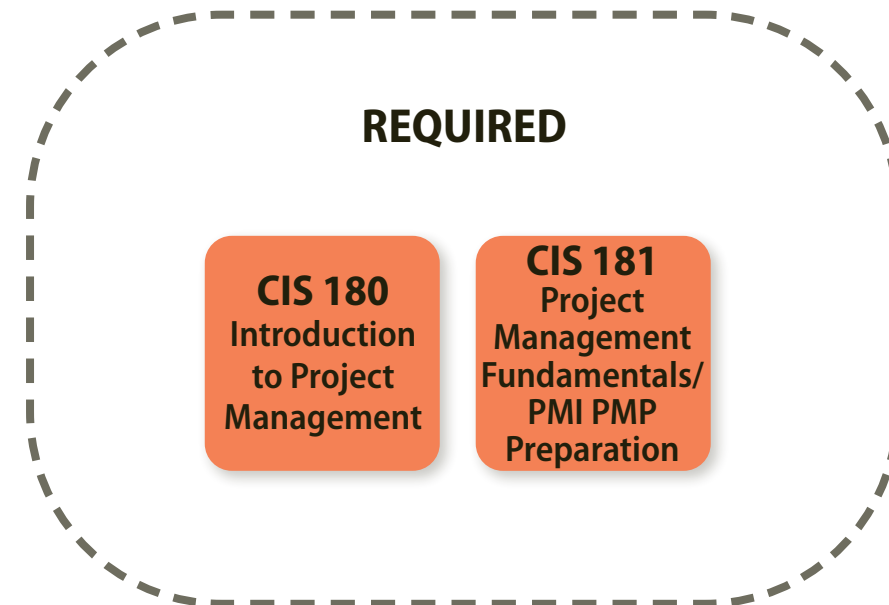 REQUIRED
CIS 180
Introduction
to Project
Management
CIS 181
Project
Management
Fundamentals/
PMI PMP
Preparation